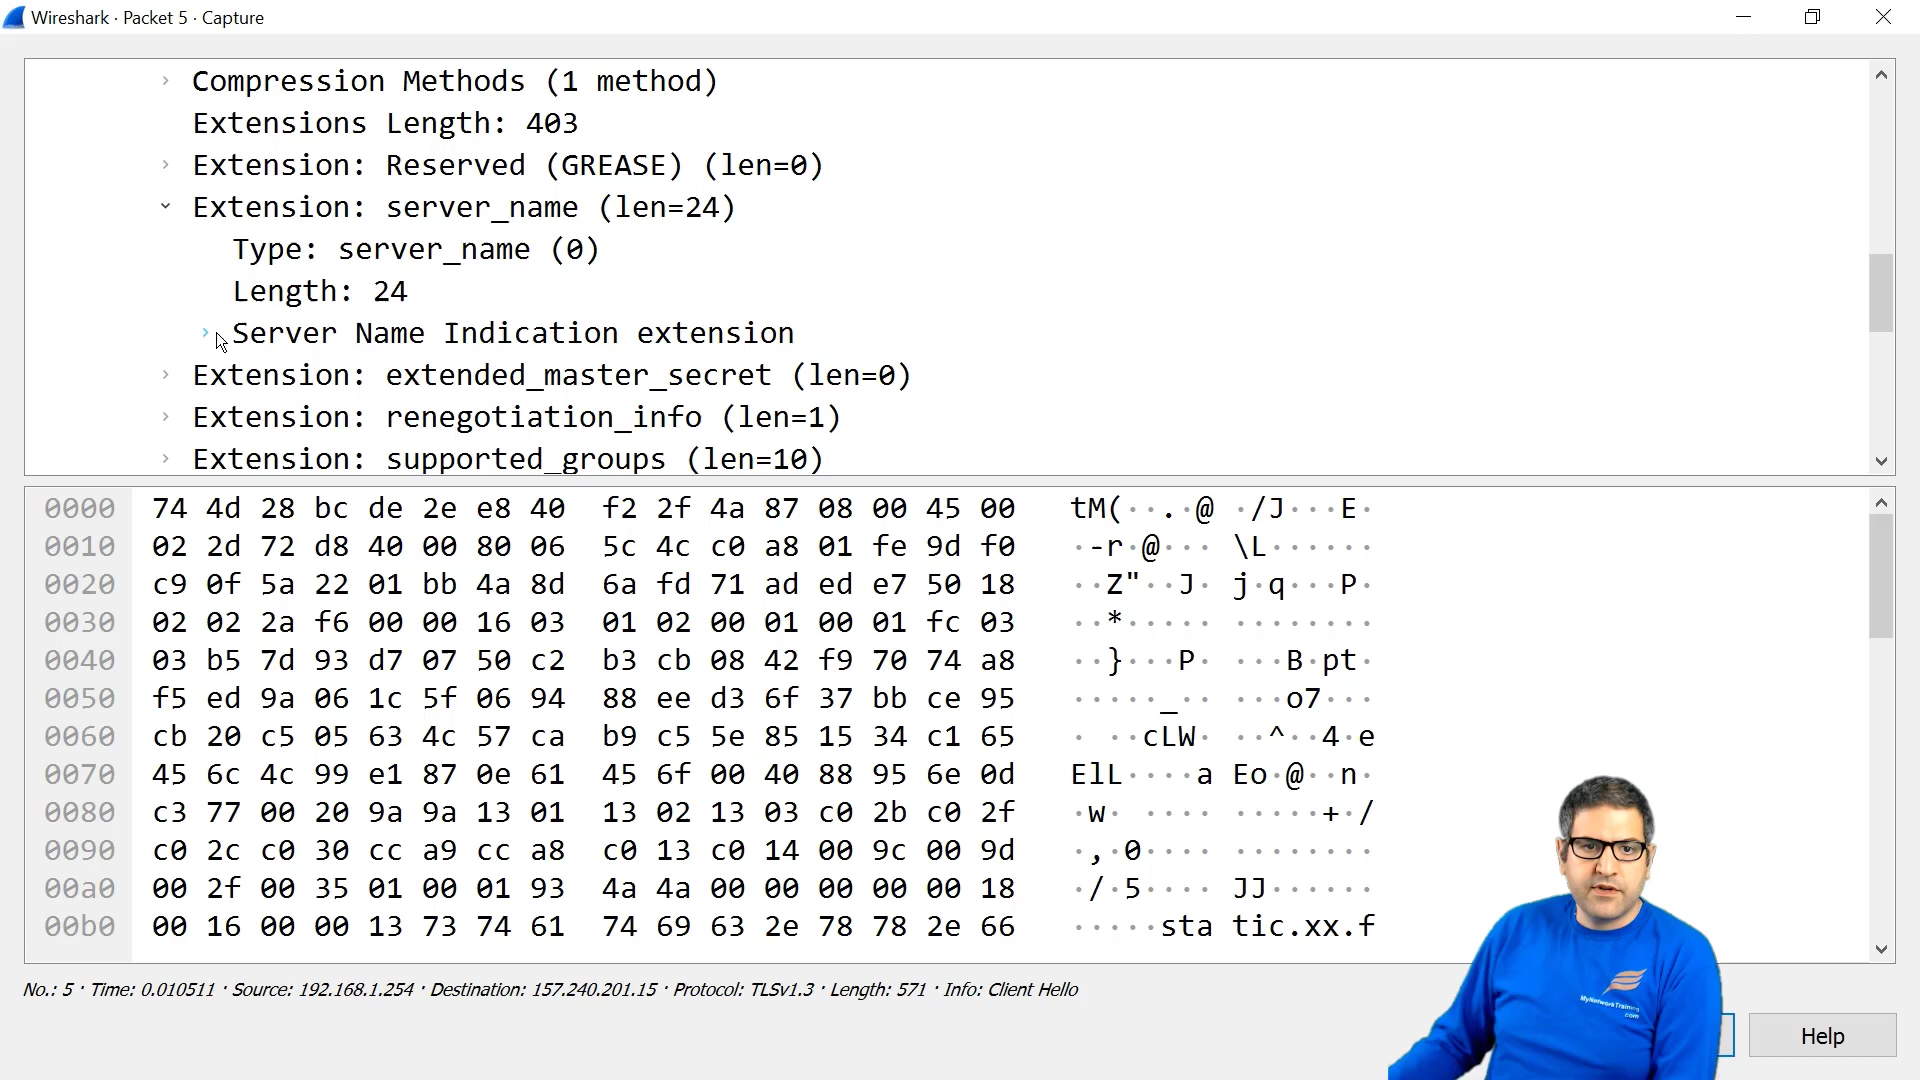 Wireshark · Packet 5 · Capture
Compression Methods (1 method)
Extensions Length: 403
Extension: Reserved (GREASE) (len=0)
Extension: server_name (len=24)
Type: server_name (0)
Length: 24
Server Name Indication extension
Extension: extended_master_secret (len=0)
Extension: renegotiation_info (len=1)
Extension: supported_groups (len=10)
0000 74 4d 28 bc de 2e e8 40 f2 2f 4a 87 08 00 45 00 tM(··.·@ ·/J···E·
0010 02 2d 72 d8 40 00 80 06 5c 4c c0 a8 01 fe 9d f0 ·-r·@··· \L······
0020 c9 0f 5a 22 01 bb 4a 8d 6a fd 71 ad ed e7 50 18 ··Z"··J· j·q···P·
0030 02 02 2a f6 00 00 16 03 01 02 00 01 00 01 fc 03 ··*····· ········
0040 03 b5 7d 93 d7 07 50 c2 b3 cb 08 42 f9 70 74 a8 ··}···P· ···B·pt·
0050 f5 ed 9a 06 1c 5f 06 94 88 ee d3 6f 37 bb ce 95 ·····_·· ···o7···
0060 cb 20 c5 05 63 4c 57 ca b9 c5 5e 85 15 34 c1 65 · ··cLW· ··^··4·e
0070 45 6c 4c 99 e1 87 0e 61 45 6f 00 40 88 95 6e 0d ElL····a Eo·@··n·
0080 c3 77 00 20 9a 9a 13 01 13 02 13 03 c0 2b c0 2f ·w· ···· ·····+·/
0090 c0 2c c0 30 cc a9 cc a8 c0 13 c0 14 00 9c 00 9d ·,·0···· ········
00a0 00 2f 00 35 01 00 01 93 4a 4a 00 00 00 00 00 18 ·/·5···· JJ······
00b0 00 16 00 00 13 73 74 61 74 69 63 2e 78 78 2e 66 ·····sta tic.xx.f
No.: 5 · Time: 0.010511 · Source: 192.168.1.254 · Destination: 157.240.201.15 · Protocol: TLSv1.3 · Length: 571 · Info: Client Hello
MyNetworkTraining
com
Help